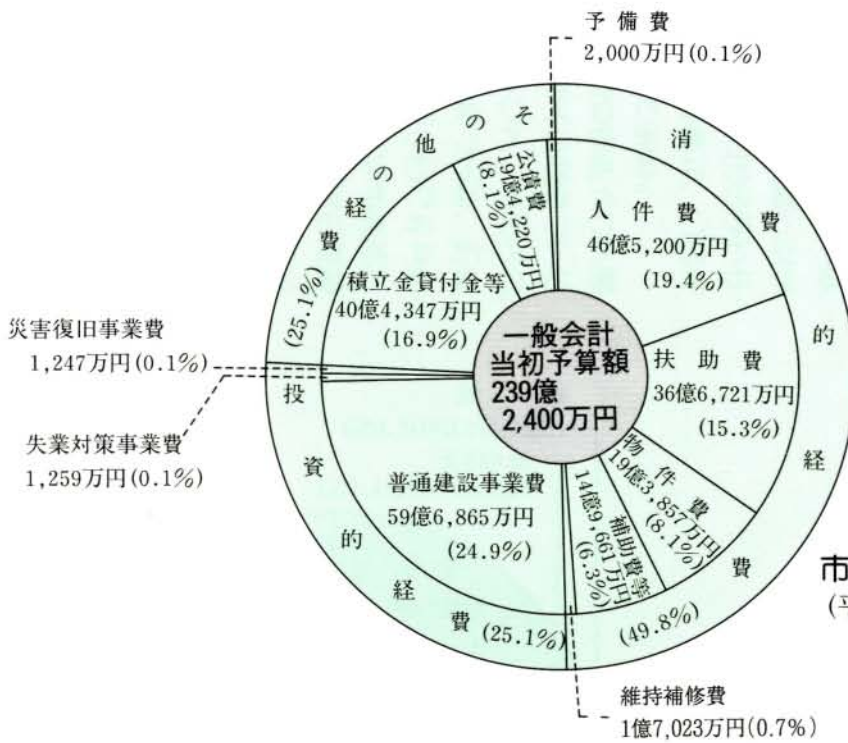 予備費
2,000万円(0.1%)
消費的経費(49.8%)
人件費
46億5,200万円
(19.4%)
扶助費
36億6,721万円
(15.3%)
物件費
19億3,857万円
(8.1%)
補助費等
14億9,661万円
(6.3%)
維持補修費
1億7,023万円(0.7%)
投資的経費(25.1%)
普通建設事業費
59億6,865万円
(24.9%)
失業対策事業費
1,259万円(0.1%)
災害復旧事業費
1,247万円(0.1%)
その他の経費(25.1%)
積立金貸付金等
40億4,347万円
(16.9%)
公債費
19億4,220万円
(8.1%)
一般会計
当初予算額
239億
2,400万円
市
(平